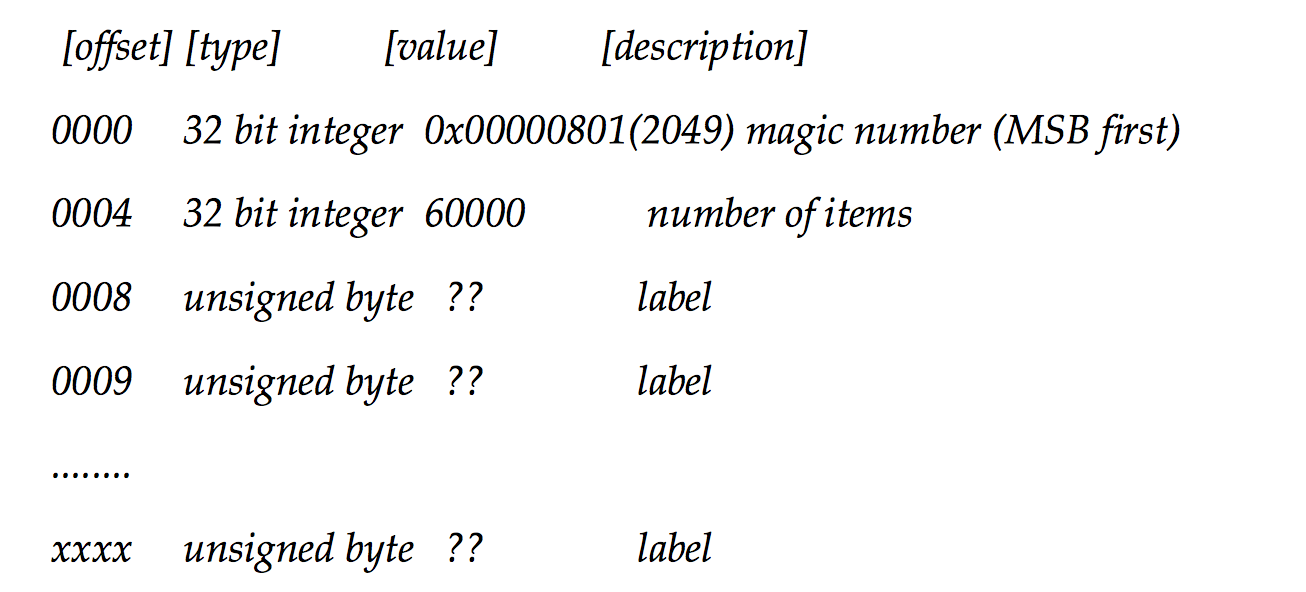 [offset] [type] [value] [description]
0000 32 bit integer 0x00000801(2049) magic number (MSB first)
0004 32 bit integer 60000 number of items
0008 unsigned byte ?? label
0009 unsigned byte ?? label
........
xxxx unsigned byte ?? label